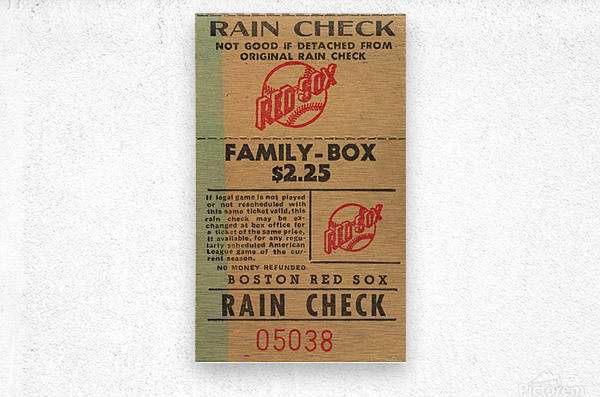 RAIN CHECK
NOT GOOD IF DETACHED FROM
ORIGINAL RAIN CHECK
RED SOX
FAMILY-BOX
$2.25
If legal game is not played
or not rescheduled with
this same ticket valid, this
rain check may be ex-
changed at box office for
a ticket of the same price,
if available, for any regu-
larly scheduled American
League game of the cur-
rent season.
RED SOX
NO MONEY REFUNDED
BOSTON RED SOX
RAIN CHECK
05038
Pictorem